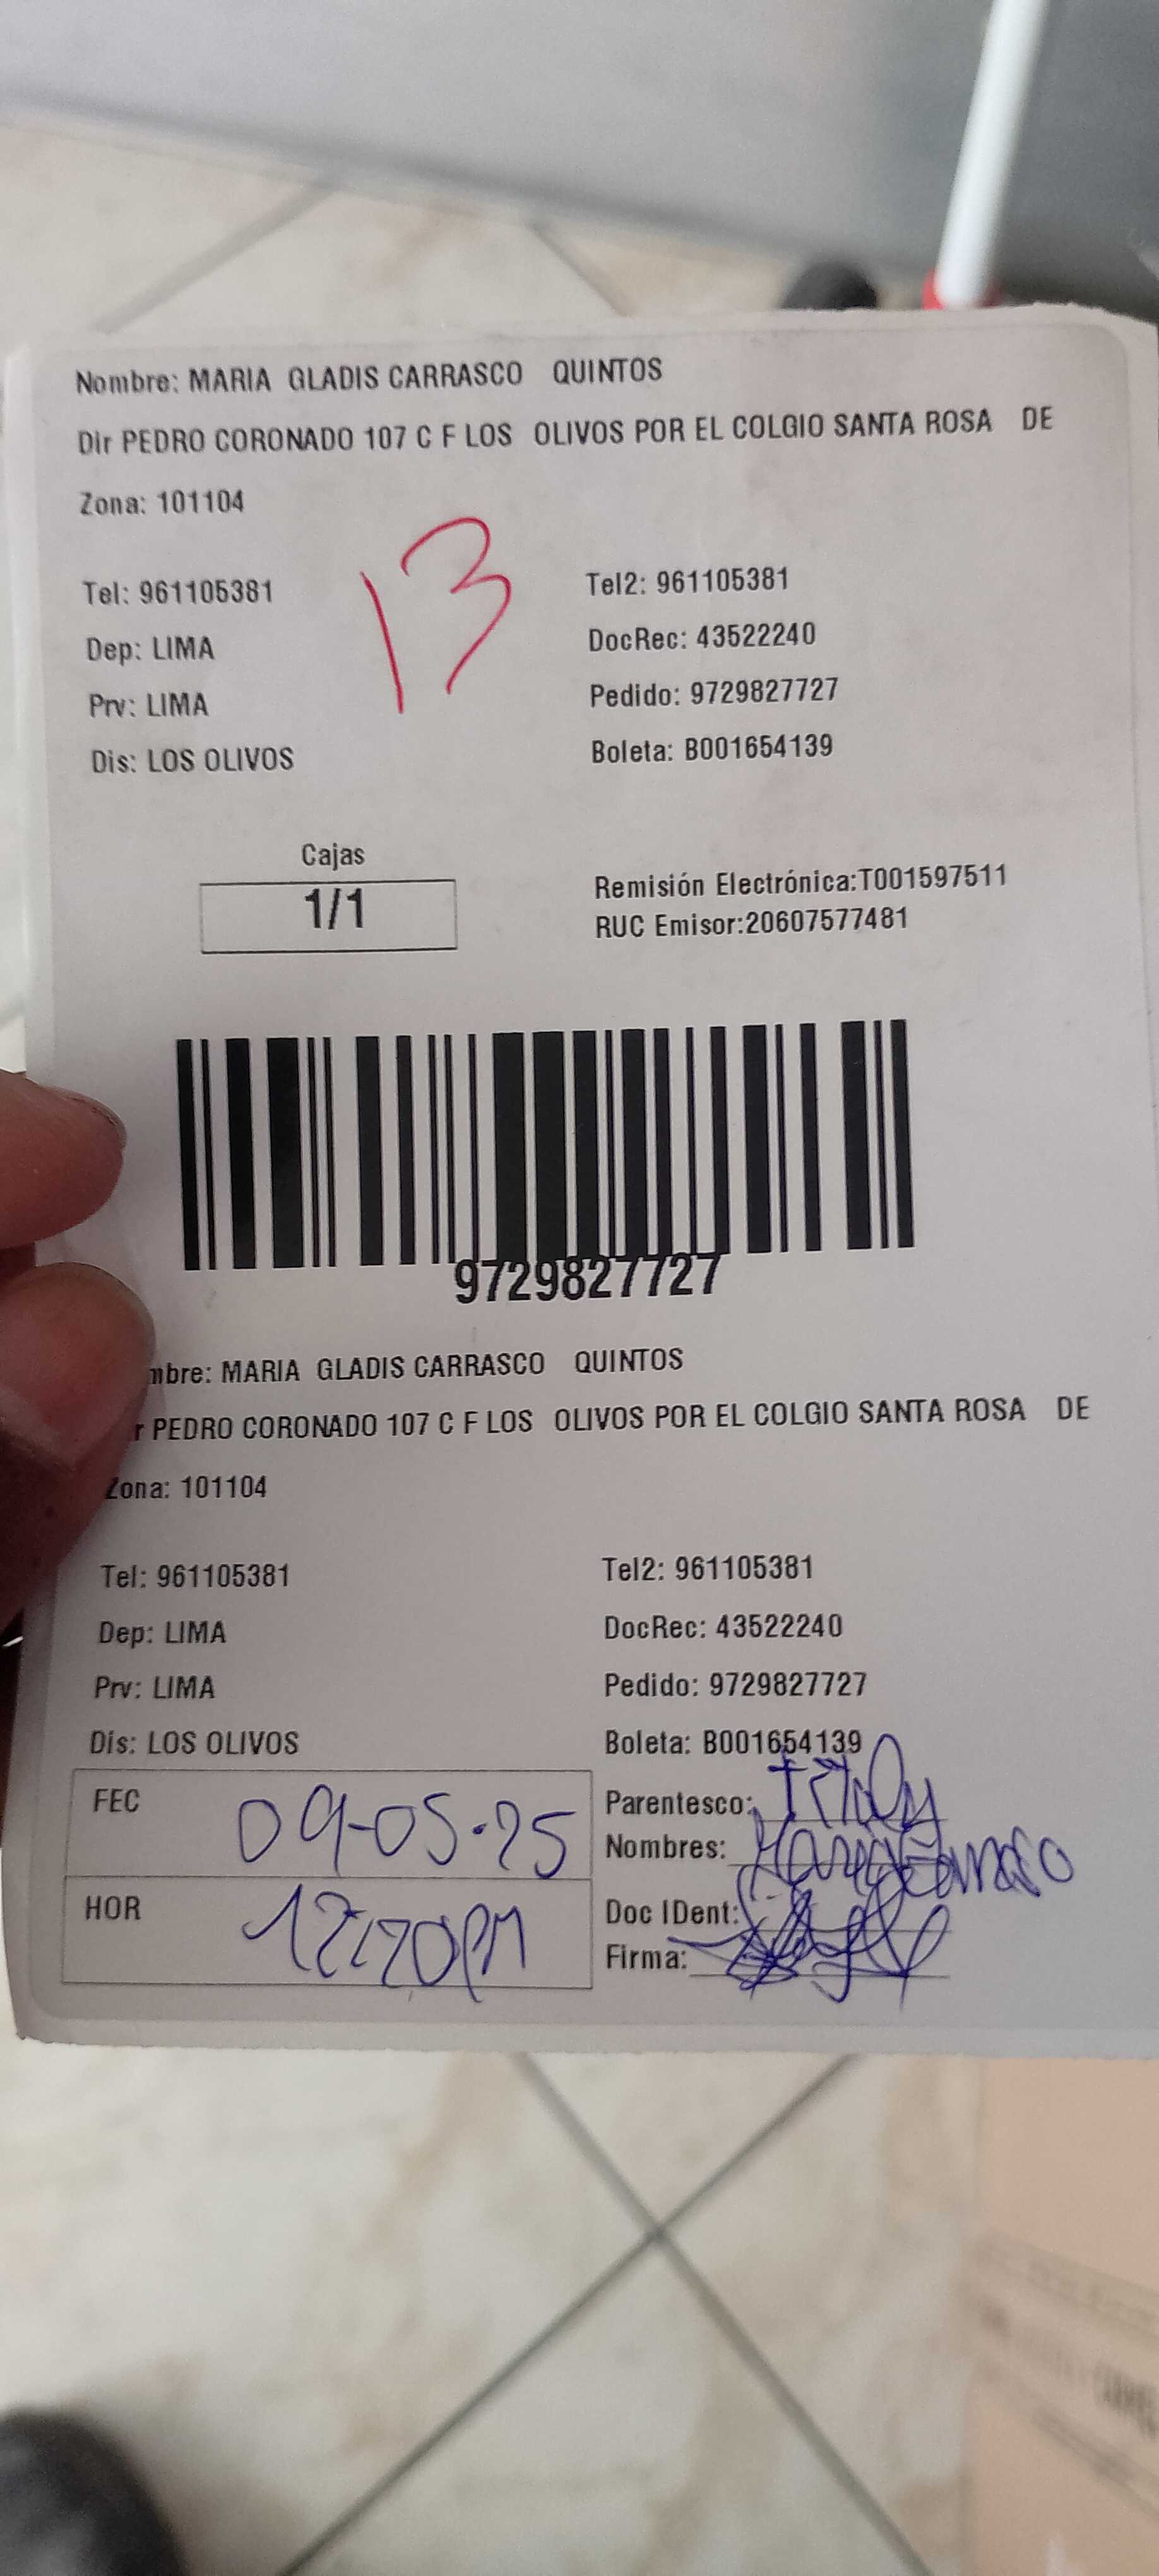 Nombre: MARIA GLADIS CARRASCO QUINTOS
Dir PEDRO CORONADO 107 C F LOS OLIVOS POR EL COLGIO SANTA ROSA DE
Zona: 101104
13
Tel: 961105381 Tel2: 961105381
Dep: LIMA DocRec: 43522240
Prv: LIMA Pedido: 9729827727
Dis: LOS OLIVOS Boleta: B001654139
Cajas
1/1
Remisión Electrónica:T001597511
RUC Emisor:20607577481
9729827727
mbre: MARIA GLADIS CARRASCO QUINTOS
r PEDRO CORONADO 107 C F LOS OLIVOS POR EL COLGIO SANTA ROSA DE
Zona: 101104
Tel: 961105381 Tel2: 961105381
Dep: LIMA DocRec: 43522240
Prv: LIMA Pedido: 9729827727
Dis: LOS OLIVOS Boleta: B001654139
FEC 09-05-25 Parentesco:
Nombres: Maria Carrasco
HOR 12:20pm Doc IDent:
Firma: